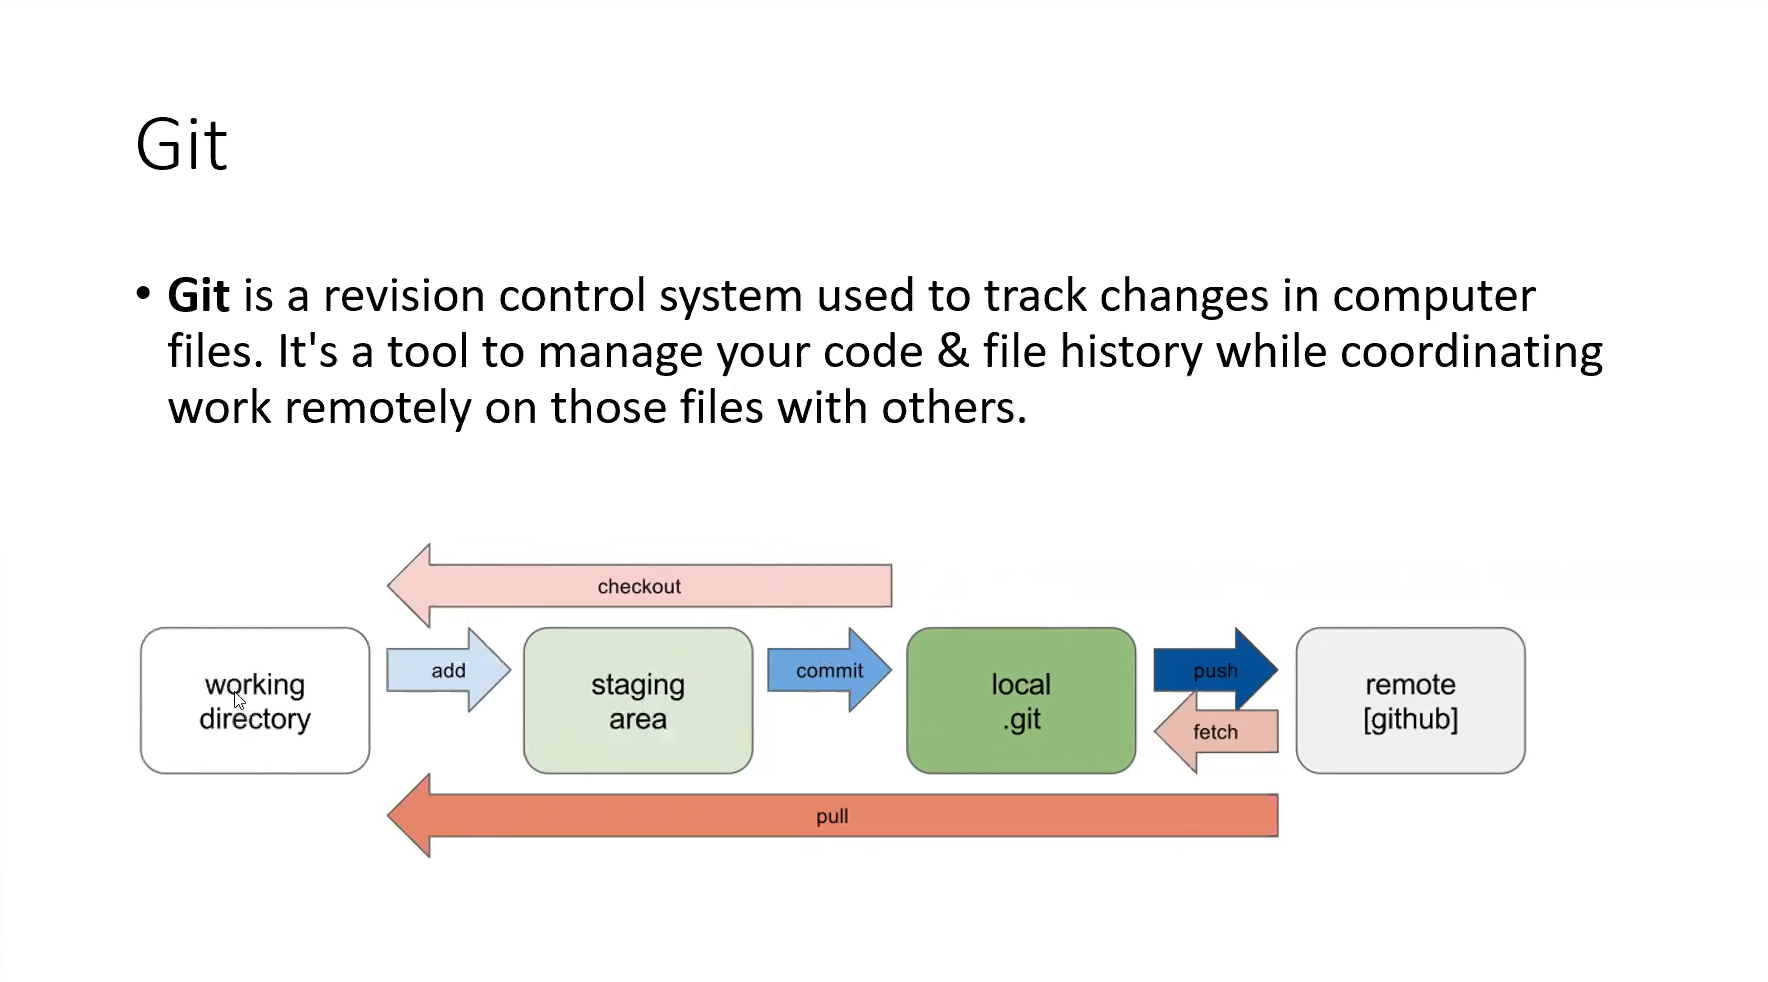 Git
• Git is a revision control system used to track changes in computer
files. It's a tool to manage your code & file history while coordinating
work remotely on those files with others.
checkout
working
directory
add
staging
area
commit
local
.git
push
fetch
remote
[github]
pull